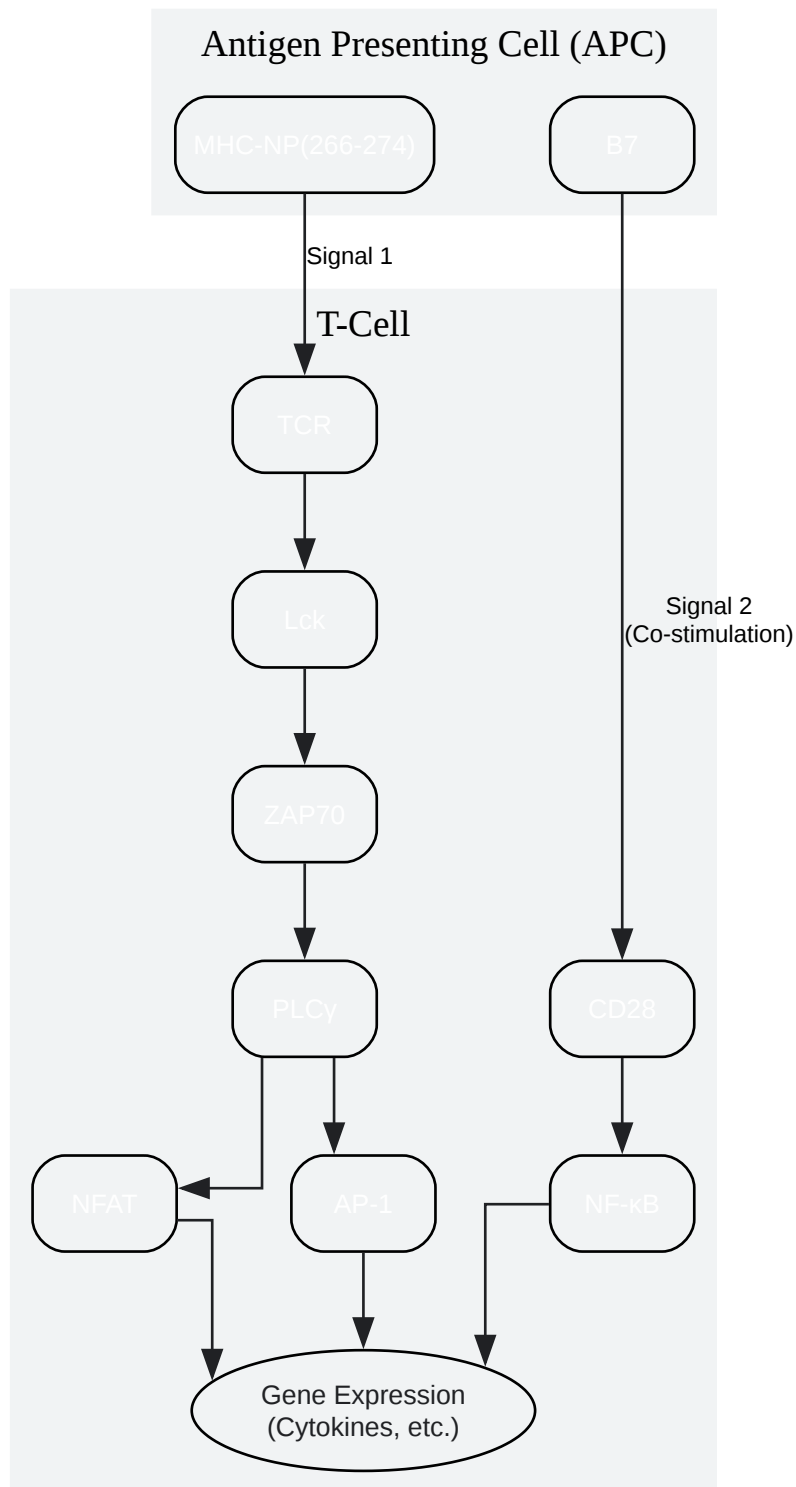 Antigen Presenting Cell (APC)
MHC-NP(266-274)
B7
Signal 1
T-Cell
TCR
Lck
Signal 2
(Co-stimulation)
ZAP70
PLCγ
CD28
NFAT
AP-1
NF-κB
Gene Expression
(Cytokines, etc.)